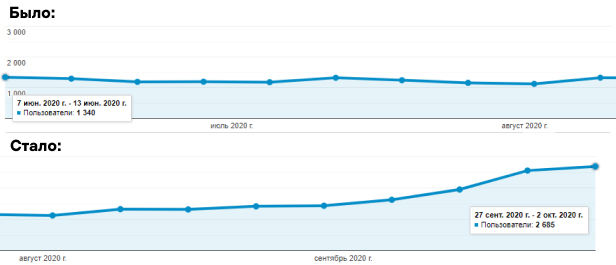 Было:
3 000
2 000
1 000
7 июн. 2020 г. - 13 июн. 2020 г.
Пользователи: 1 340
июль 2020 г.
август 2020 г.
Стало:
27 сент. 2020 г. - 2 окт. 2020 г.
Пользователи: 2 685
август 2020 г.
сентябрь 2020 г.